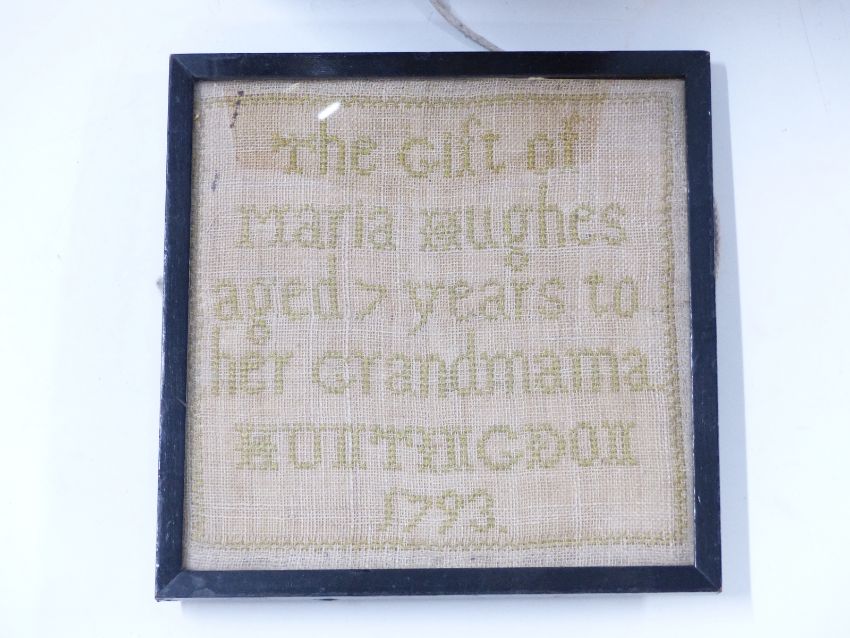 The Gift of
Maria Hughes
aged 7 years to
her Grandmama
HUNTINGDON
1793